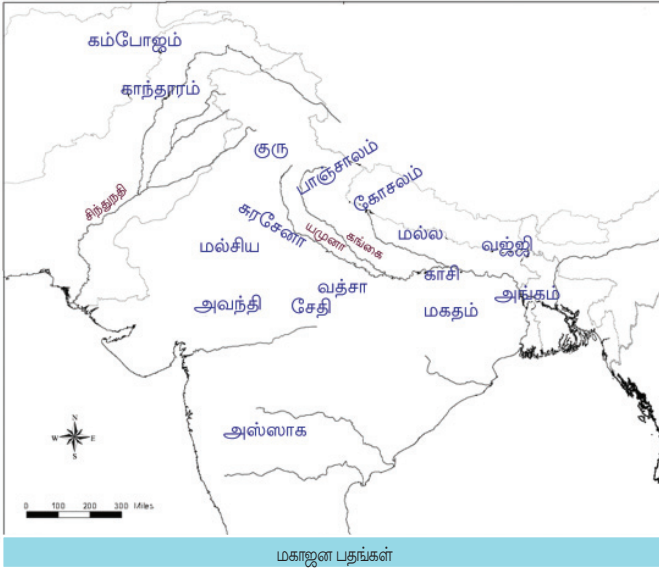 கம்போஜம்
காந்தாரம்
குரு
பாஞ்சாலம்
கோசலம்
சிந்துநதி
சுரசேனா
யமுனா
கங்கை
மல்ல
வஜ்ஜி
மல்சிய
காசி
அங்கம்
வத்சா
அவந்தி
சேதி
மகதம்
அஸ்ஸாக
N
W E
S
0 100 200 300 Miles
மகாஜன பதங்கள்